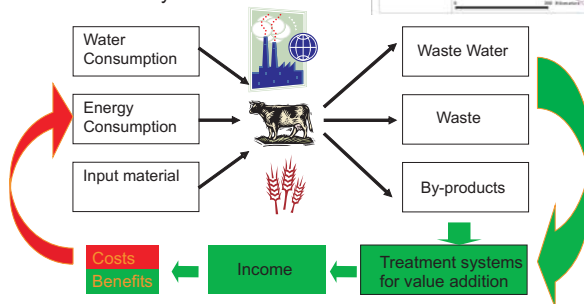 Water
Consumption
Energy
Consumption
Input material
Waste Water
Waste
By-products
Treatment systems
for value addition
Income
Costs
Benefits